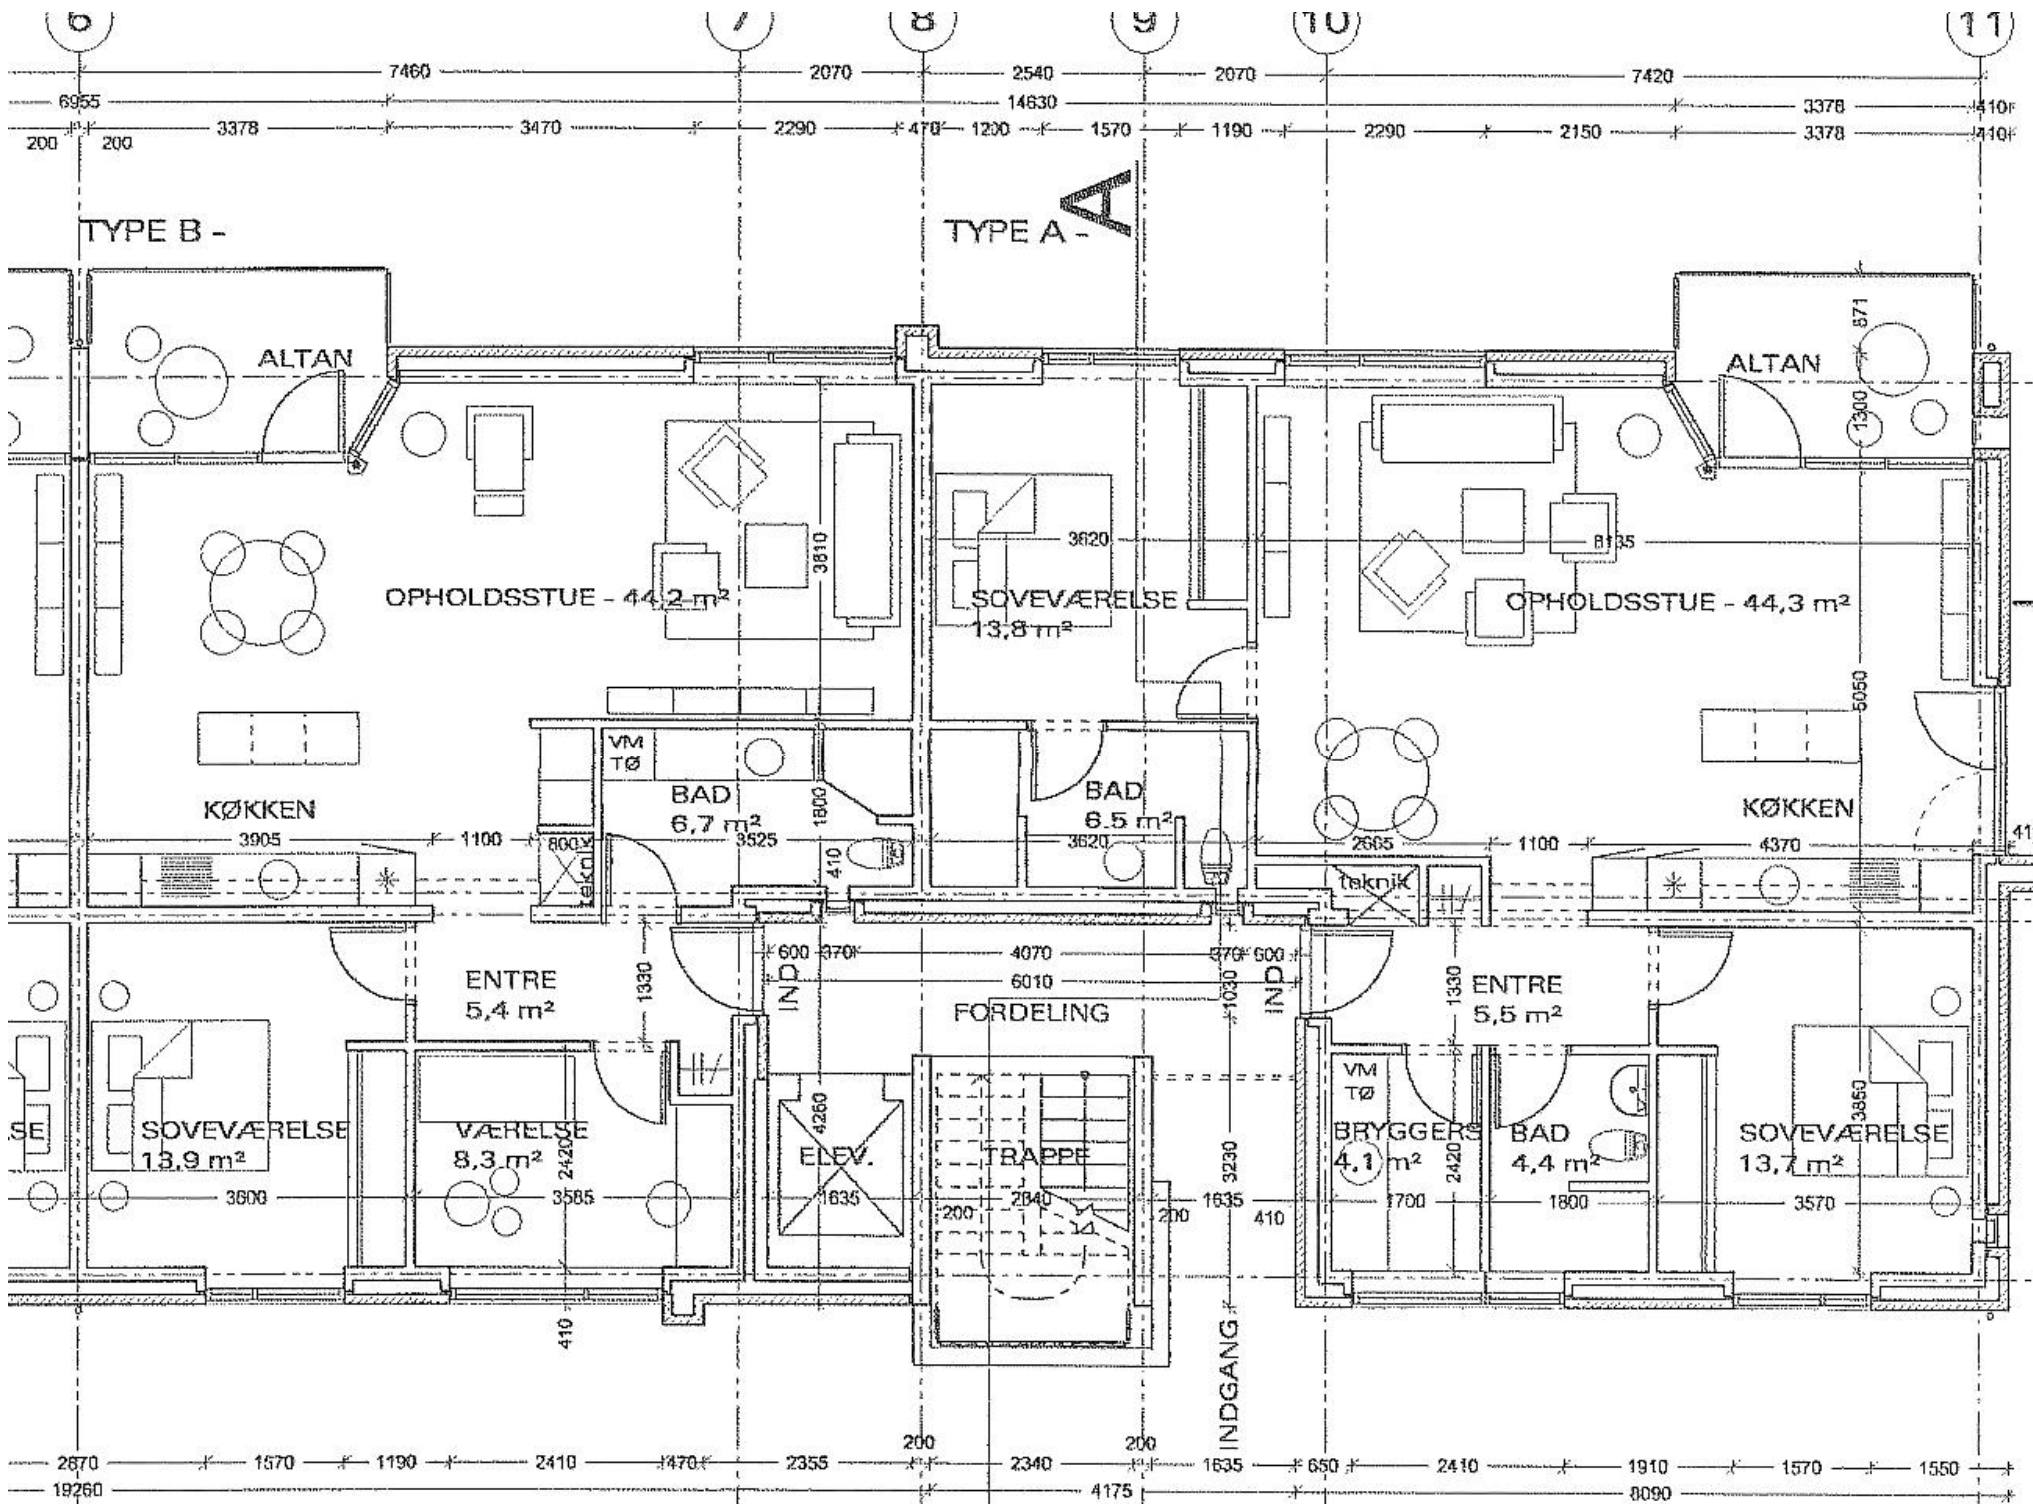 6 7 8 9 10 11
7460 2070 2540 2070 7420
6955 14630 3378 410
200 200 3378 3470 2290 470 1200 1570 1190 2290 2150 3378 410
TYPE B -
TYPE A -
A
ALTAN
ALTAN
871
1300
3810
3620
8135
OPHOLDSSTUE - 44,2 m²
SOVEVÆRELSE
13,8 m²
OPHOLDSSTUE - 44,3 m²
5050
VM
TØ
KØKKEN
BAD
6,7 m²
BAD
6.5 m²
KØKKEN
1800
3905 1100 800 3525 3620 2665 1100 4370 41
410
teknik
teknik
600 370 4070 370 600
6010
ENTRE
5,4 m²
1330
IND
FORDELING
1030
IND
1330
ENTRE
5,5 m²
VM
TØ
SE
SOVEVÆRELSE
13,9 m²
VÆRELSE
8,3 m²
2420
4260
ELEV.
TRAPPE
3230
BRYGGERS
4,1 m²
2420
BAD
4,4 m²
3850
SOVEVÆRELSE
13,7 m²
3600 3585 1635 2640 1635 1700 1800 3570
200 200 410
410
INDGANG
200 200
2670 1570 1190 2410 470 2355 2340 1635 650 2410 1910 1570 1550
19260 4175 8090